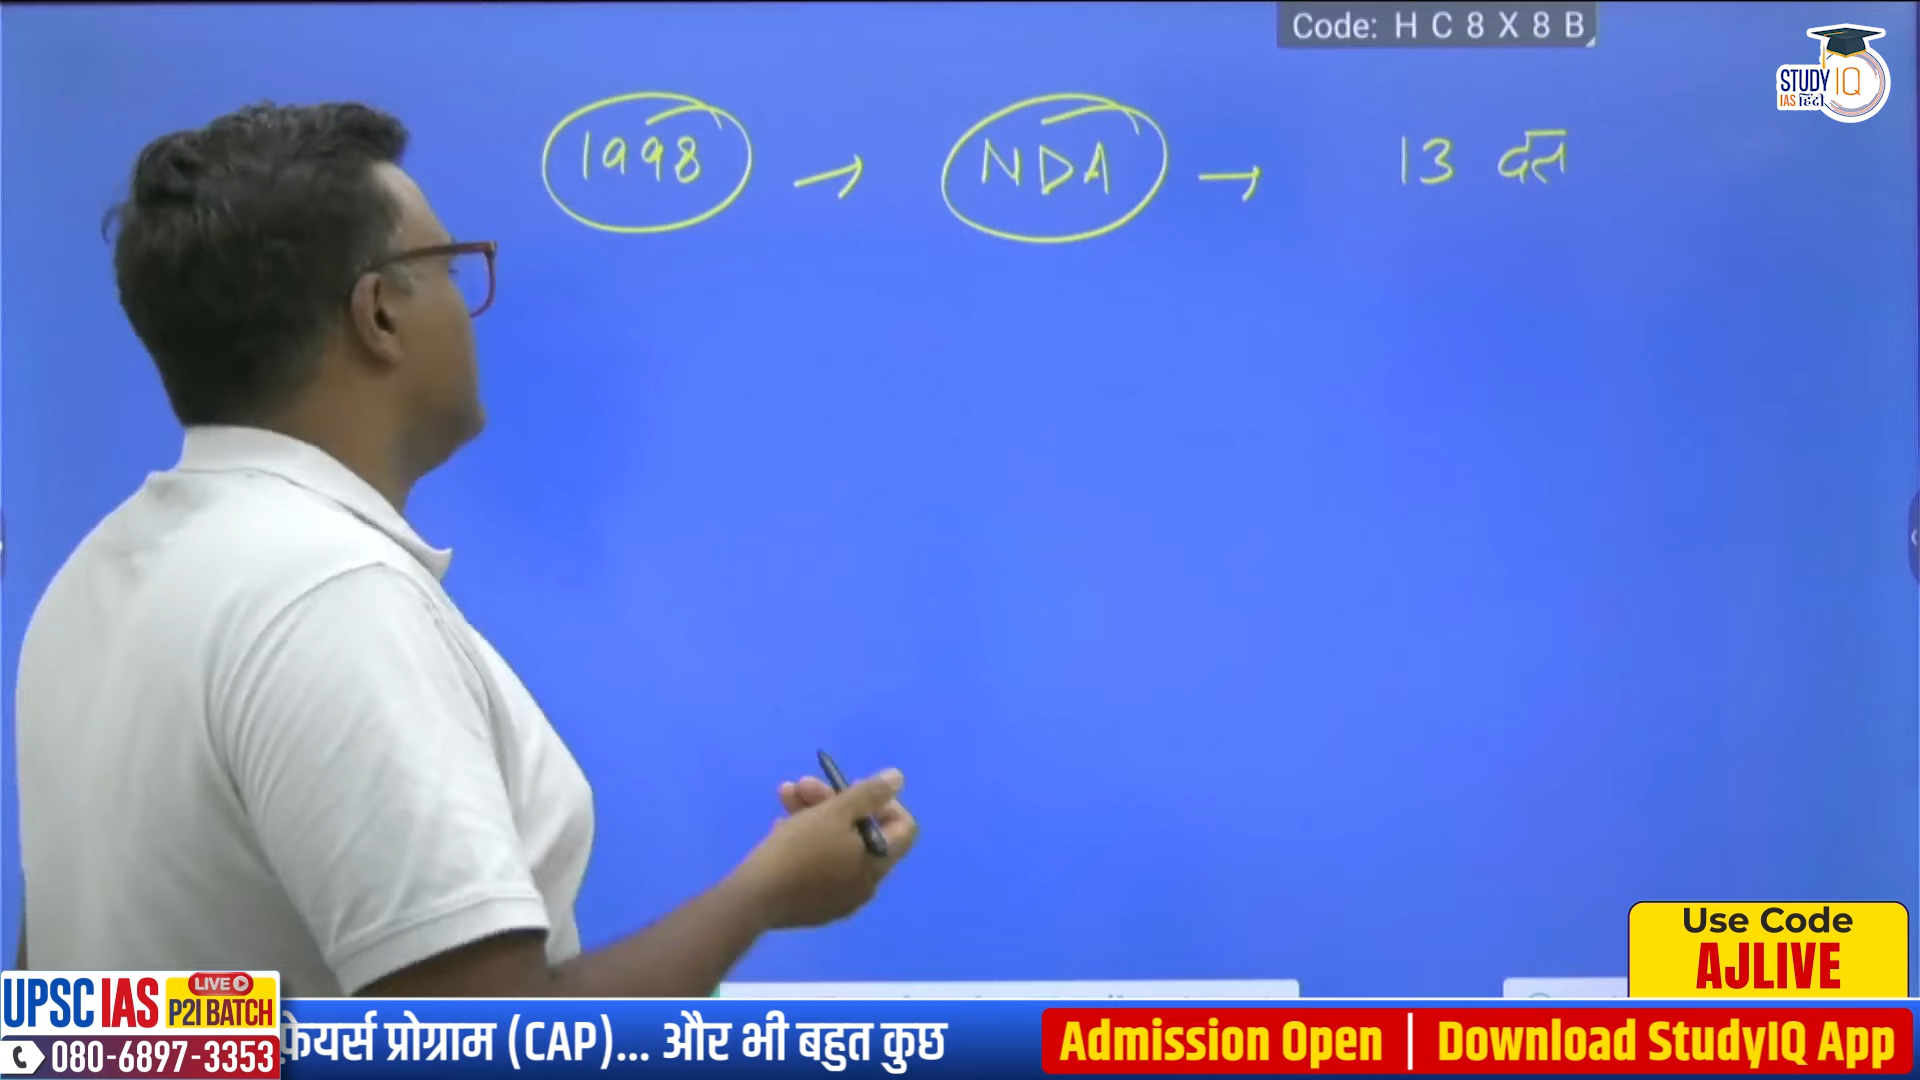 Code: H C 8 X 8 B
STUDY IQ
IAS हिंदी
1998 → NDA → 13 दल
Use Code
AJLIVE
UPSC IAS LIVE P2I BATCH
080-6897-3353
फ़ेयर्स प्रोग्राम (CAP)... और भी बहुत कुछ
Admission Open | Download StudyIQ App